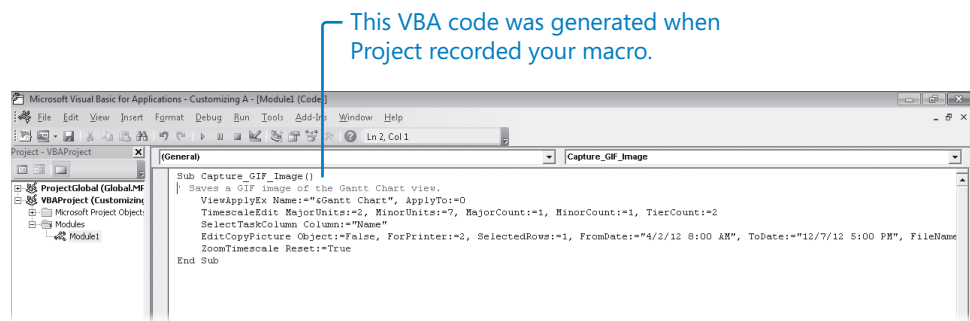 This VBA code was generated when
Project recorded your macro.
Microsoft Visual Basic for Applications - Customizing A - [Module1 (Code)]
File Edit View Insert Format Debug Run Tools Add-Ins Window Help
Ln 2, Col 1
Project - VBAProject
(General) Capture_GIF_Image
ProjectGlobal (Global.MF
VBAProject (Customizing
Microsoft Project Objects
Modules
Module1
Sub Capture_GIF_Image()
' Saves a GIF image of the Gantt Chart view.
ViewApplyEx Name:="&Gantt Chart", ApplyTo:=0
TimescaleEdit MajorUnits:=2, MinorUnits:=7, MajorCount:=1, MinorCount:=1, TierCount:=2
SelectTaskColumn Column:="Name"
EditCopyPicture Object:=False, ForPrinter:=2, SelectedRows:=1, FromDate:="4/2/12 8:00 AM", ToDate:="12/7/12 5:00 PM", FileName
ZoomTimescale Reset:=True
End Sub